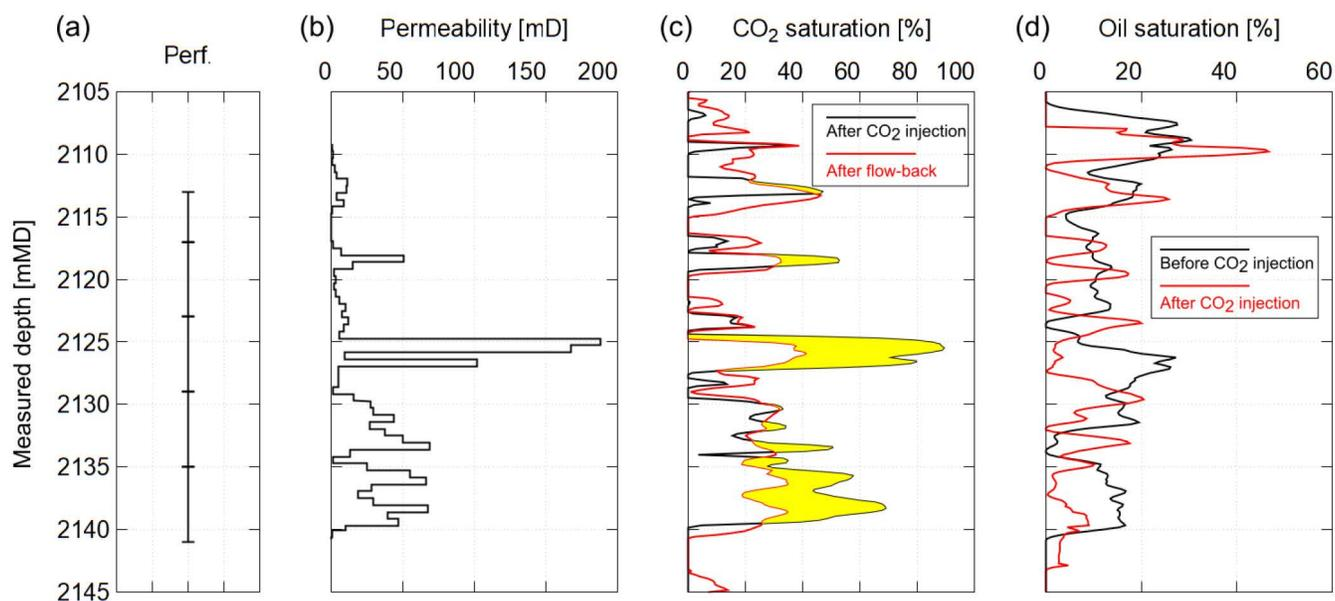 (a)
Perf.
(b)
Permeability [mD]
0 50 100 150 200
(c)
CO2 saturation [%]
0 20 40 60 80 100
(d)
Oil saturation [%]
0 20 40 60
Measured depth [mMD]
2105
2110
2115
2120
2125
2130
2135
2140
2145
After CO2 injection
After flow-back
Before CO2 injection
After CO2 injection